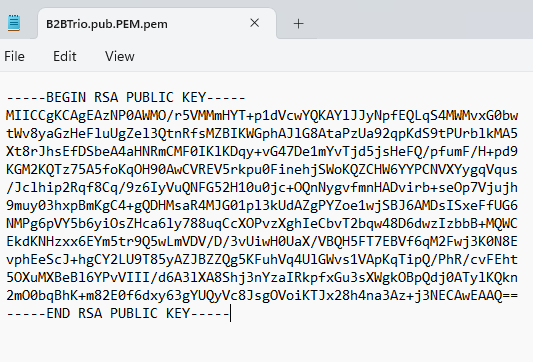 B2BTrio.pub.PEM.pem
File Edit View
-----BEGIN RSA PUBLIC KEY-----
MIICCgKCAgEAzNP0AWMO/r5VMMmHYT+p1dVcwYQKAYlJJyNpfEQLqS4MWMvxG0bw
tWv8yaGzHeFluUgZel3QtnRfsMZBIKWGphAJlG8AtaPzUa92qpKdS9tPUrblkMA5
Xt8rJhsEfDSbeA4aHNRmCMF0IKlKDqy+vG47De1mYvTjd5jsHeFQ/pfumF/H+pd9
KGM2KQTz75A5foKqOH90AwCVREV5rkpu0FinehjSWoKQZCHW6YYPCNVXYygqVqus
/Jclhip2Rqf8Cq/9z6IyVuQNFG52H10u0jc+OQnNygvfmnHADvirb+seOp7Vjujh
9muy03hxpBmKgC4+gQDHMsaR4MJG01pl3kUdAZgPYZoe1wjSBJ6AMDsISxeFfUG6
NMPg6pVY5b6yiOsZHca6ly788uqCcXOPvzXghIeCbvT2bqw48D6dwzIzbbB+MQWC
EkdKNHzxx6EYm5tr9Q5wLmVDV/D/3vUiwH0UaX/VBQH5FT7EBVf6qM2Fwj3K0N8E
vphEeScJ+hgCY2LU9T85yAZJBZZQg5KFuhVq4UlGWvs1VApKqTipQ/PhR/cvFEht
5OXuMXBeBl6YPvVIII/d6A3lXA8Shj3nYzaIRkpfxGu3sXWgkOBpQdj0ATylKQkn
2mO0bqBhK+m82E0f6dxy63gYUQyVc8JsgOVoiKTJx28h4na3Az+j3NECAwEAAQ==
-----END RSA PUBLIC KEY-----